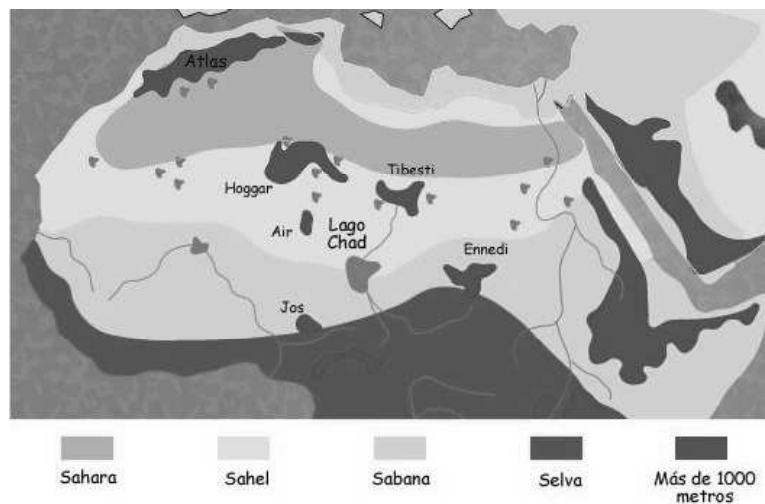 Atlas
Hoggar
Tibesti
Air
Lago
Chad
Ennedi
Jos
Sahara
Sahel
Sabana
Selva
Más de 1000
metros